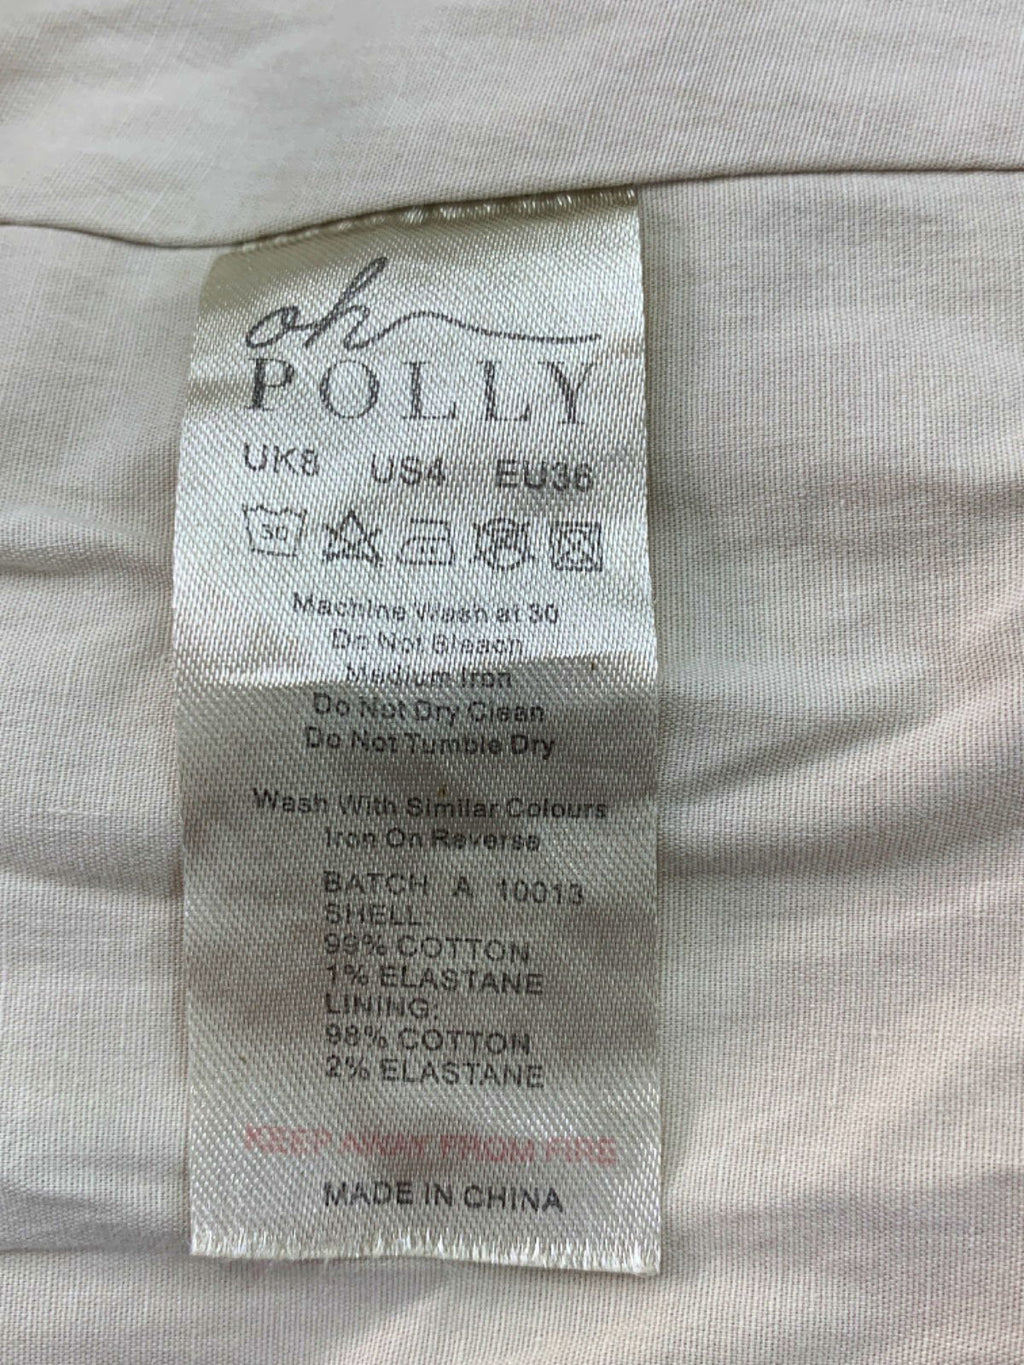 oh
POLLY
UK8 US4 EU36
30
Machine Wash at 30
Do Not Bleach
Medium Iron
Do Not Dry Clean
Do Not Tumble Dry
Wash With Similar Colours
Iron On Reverse
BATCH A 10013
SHELL:
99% COTTON
1% ELASTANE
LINING:
98% COTTON
2% ELASTANE
KEEP AWAY FROM FIRE
MADE IN CHINA